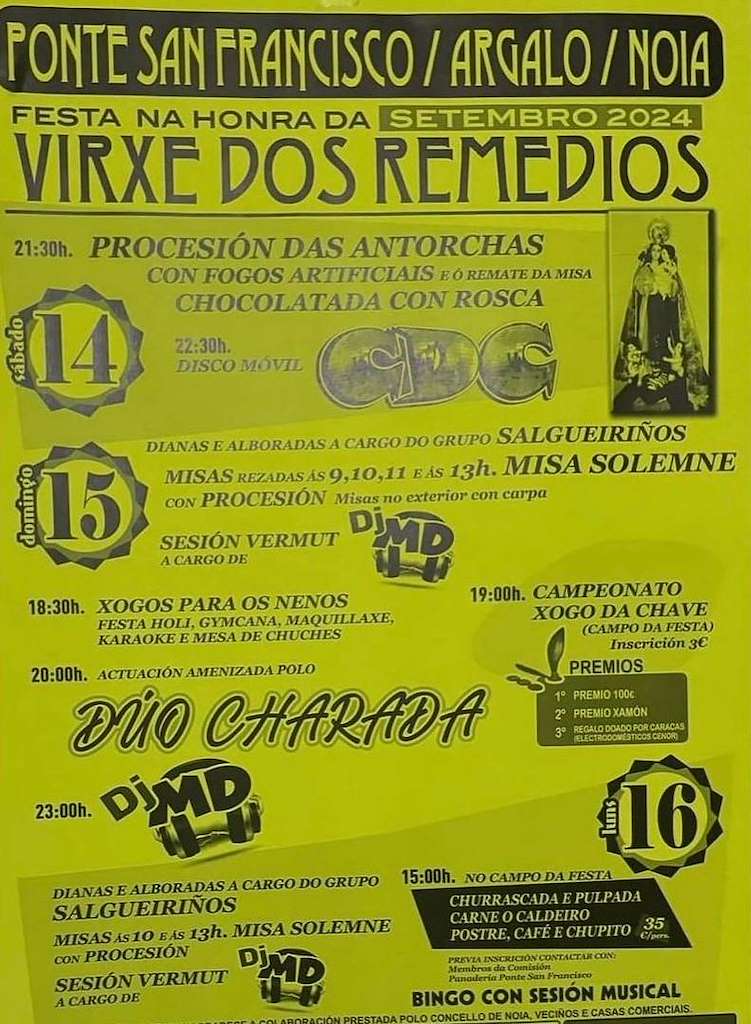 PONTE SAN FRANCISCO / ARGALO / NOIA
FESTA NA HONRA DA SETEMBRO 2024
VIRXE DOS REMEDIOS
21:30h. PROCESIÓN DAS ANTORCHAS
CON FOGOS ARTIFICIAIS E Ó REMATE DA MISA
CHOCOLATADA CON ROSCA
sábado
14
22:30h.
DISCO MÓVIL CDC
domingo
15
DIANAS E ALBORADAS A CARGO DO GRUPO SALGUEIRIÑOS
MISAS REZADAS ÁS 9,10,11 E ÁS 13h. MISA SOLEMNE
CON PROCESIÓN Misas no exterior con carpa
SESIÓN VERMUT
A CARGO DE
Dj MD
18:30h. XOGOS PARA OS NENOS
FESTA HOLI, GYMCANA, MAQUILLAXE,
KARAOKE E MESA DE CHUCHES
19:00h. CAMPEONATO
XOGO DA CHAVE
(CAMPO DA FESTA)
Inscrición 3€
PREMIOS
1º PREMIO 100€
2º PREMIO XAMÓN
3º REGALO DOADO POR CARACAS
(ELECTRODOMÉSTICOS CENOR)
20:00h. ACTUACIÓN AMENIZADA POLO
DÚO CHARADA
23:00h. Dj MD
luns
16
DIANAS E ALBORADAS A CARGO DO GRUPO
SALGUEIRIÑOS
MISAS ÁS 10 E ÁS 13h. MISA SOLEMNE
CON PROCESIÓN
SESIÓN VERMUT
A CARGO DE
Dj MD
15:00h. NO CAMPO DA FESTA
CHURRASCADA E PULPADA
CARNE O CALDEIRO
POSTRE, CAFÉ E CHUPITO
35
€/pers.
PREVIA INSCRICIÓN CONTACTAR CON:
Membros da Comisión
Panadería Ponte San Francisco
BINGO CON SESIÓN MUSICAL
A COLABORACIÓN PRESTADA POLO CONCELLO DE NOIA, VECIÑOS E CASAS COMERCIAIS.